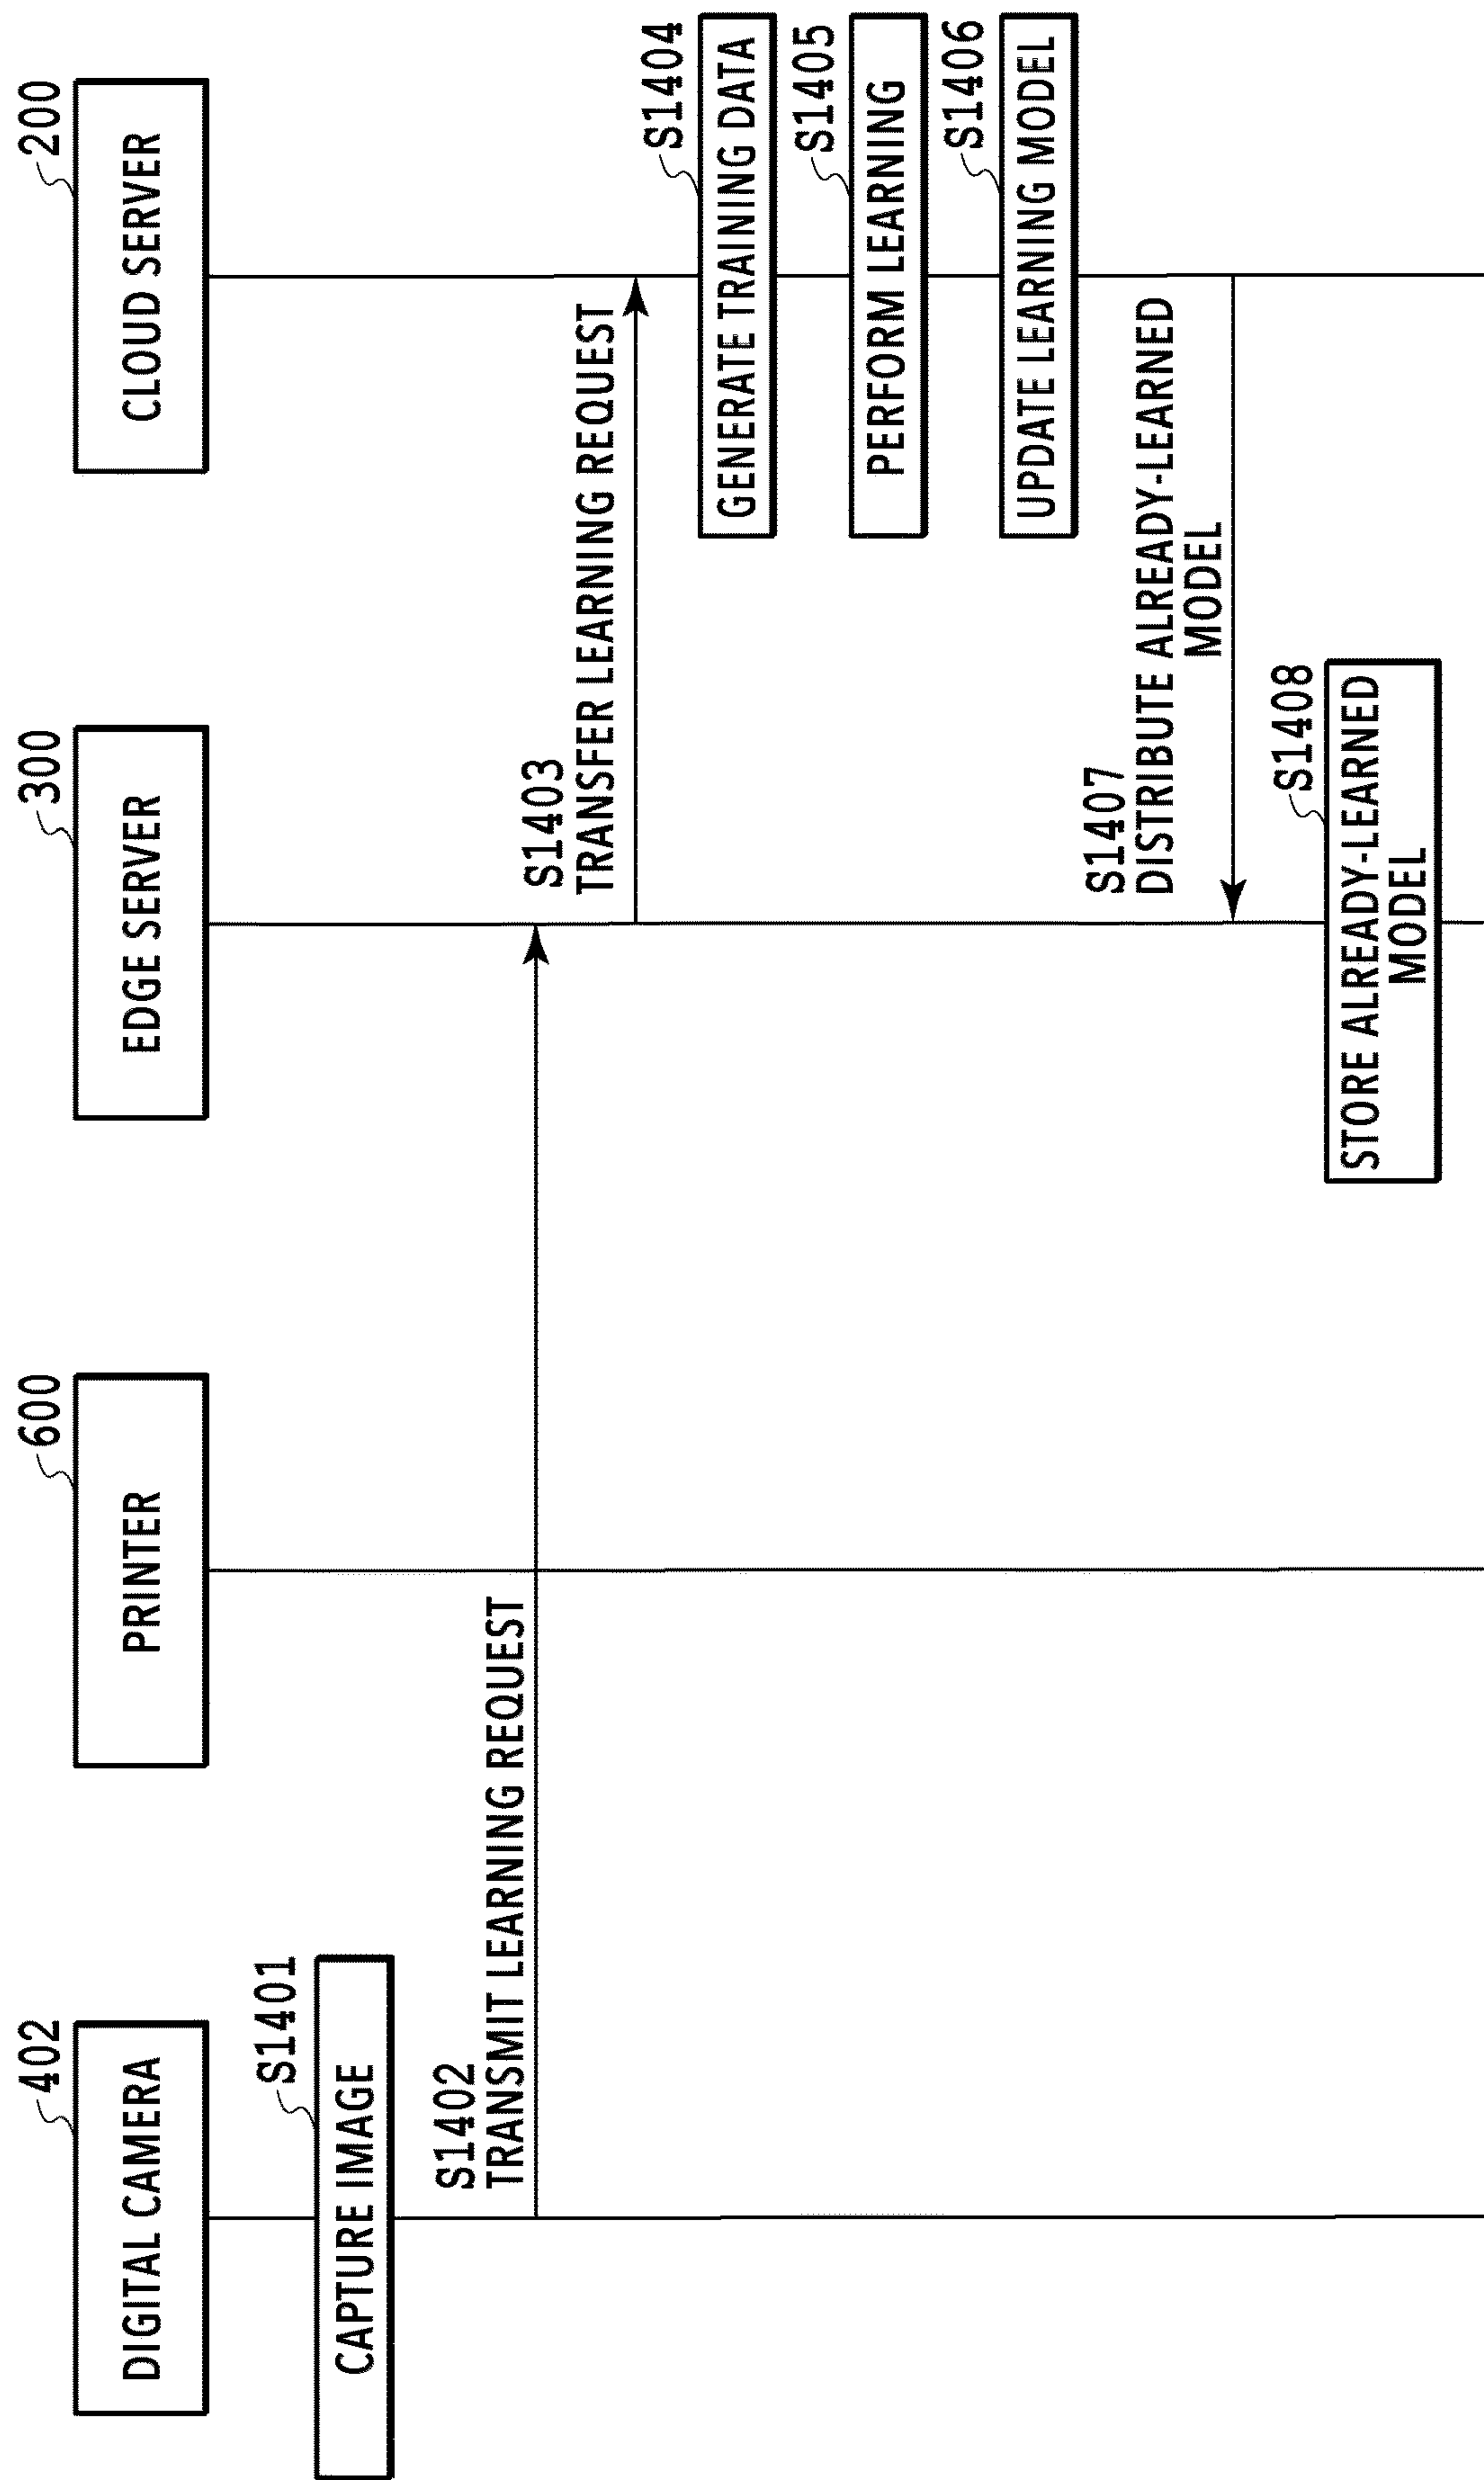 402
DIGITAL CAMERA
600
PRINTER
300
EDGE SERVER
200
CLOUD SERVER
S1401
CAPTURE IMAGE
S1402
TRANSMIT LEARNING REQUEST
S1403
TRANSFER LEARNING REQUEST
S1404
GENERATE TRAINING DATA
S1405
PERFORM LEARNING
S1406
UPDATE LEARNING MODEL
S1407
DISTRIBUTE ALREADY-LEARNED
MODEL
S1408
STORE ALREADY-LEARNED
MODEL